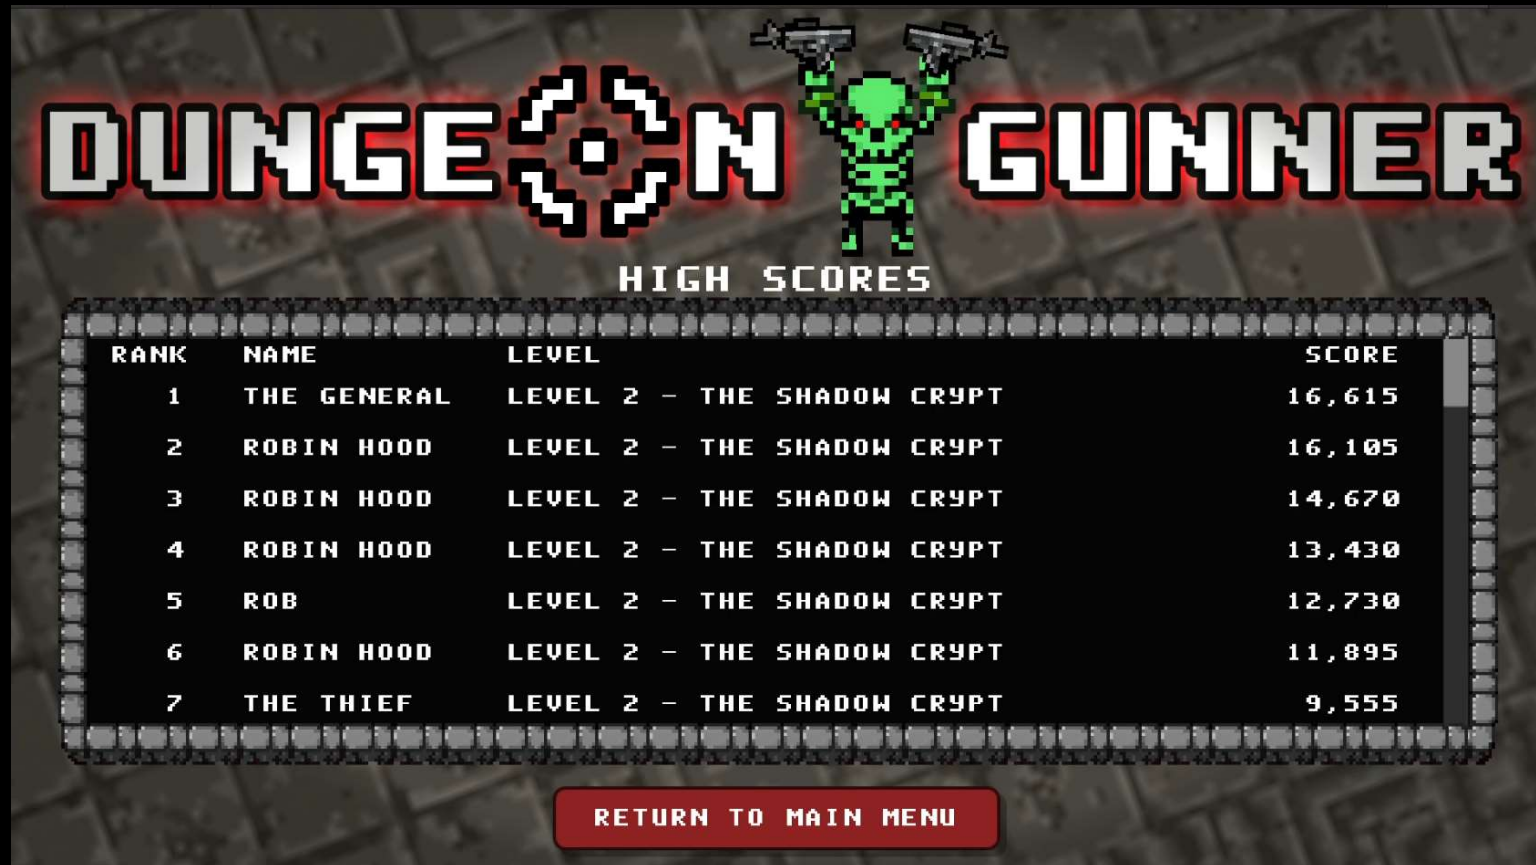 DUNGEON GUNNER
HIGH SCORES
RANK NAME LEVEL SCORE
1 THE GENERAL LEVEL 2 - THE SHADOW CRYPT 16,615
2 ROBIN HOOD LEVEL 2 - THE SHADOW CRYPT 16,105
3 ROBIN HOOD LEVEL 2 - THE SHADOW CRYPT 14,670
4 ROBIN HOOD LEVEL 2 - THE SHADOW CRYPT 13,430
5 ROB LEVEL 2 - THE SHADOW CRYPT 12,730
6 ROBIN HOOD LEVEL 2 - THE SHADOW CRYPT 11,895
7 THE THIEF LEVEL 2 - THE SHADOW CRYPT 9,555
RETURN TO MAIN MENU